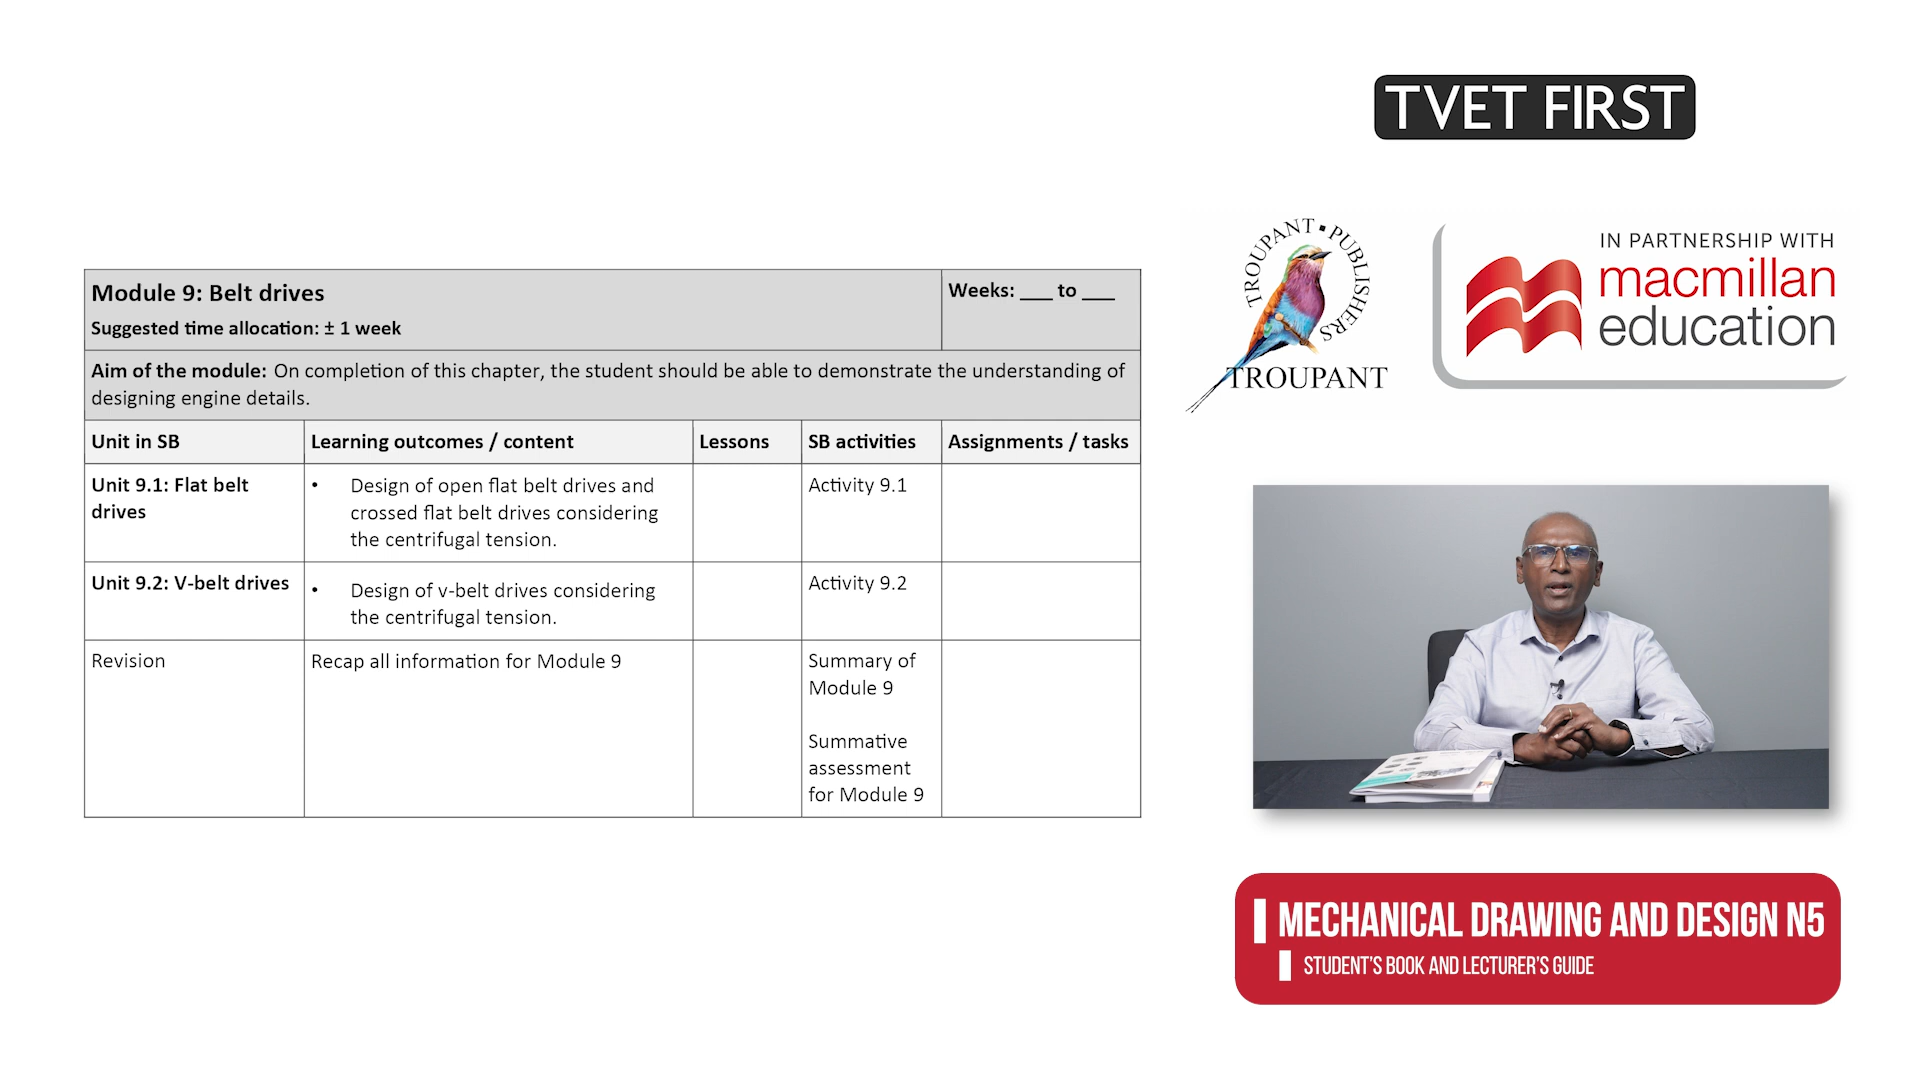 TVET FIRST
TROUPANT • PUBLISHERS
TROUPANT
IN PARTNERSHIP WITH
macmillan
education
Module 9: Belt drives
Suggested time allocation: ± 1 week
Weeks: ___ to ___
Aim of the module: On completion of this chapter, the student should be able to demonstrate the understanding of
designing engine details.
Unit in SB
Learning outcomes / content
Lessons
SB activities
Assignments / tasks
Unit 9.1: Flat belt
drives
• Design of open flat belt drives and
crossed flat belt drives considering
the centrifugal tension.
Activity 9.1
Unit 9.2: V-belt drives
• Design of v-belt drives considering
the centrifugal tension.
Activity 9.2
Revision
Recap all information for Module 9
Summary of
Module 9
Summative
assessment
for Module 9
MECHANICAL DRAWING AND DESIGN N5
STUDENT'S BOOK AND LECTURER'S GUIDE